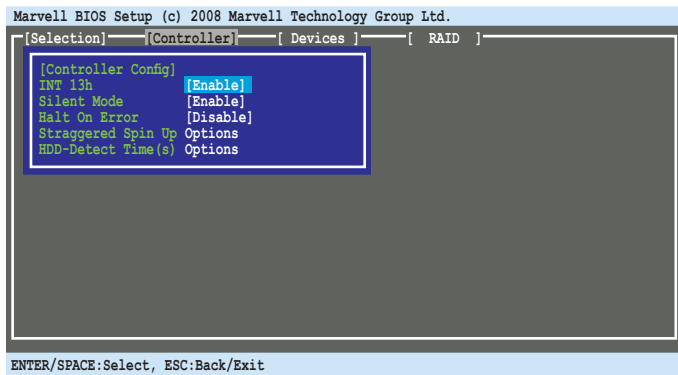 Marvell BIOS Setup (c) 2008 Marvell Technology Group Ltd.
[Selection] [Controller] [ Devices ] [ RAID ]
[Controller Config]
INT 13h [Enable]
Silent Mode [Enable]
Halt On Error [Disable]
Straggered Spin Up Options
HDD-Detect Time(s) Options
ENTER/SPACE:Select, ESC:Back/Exit